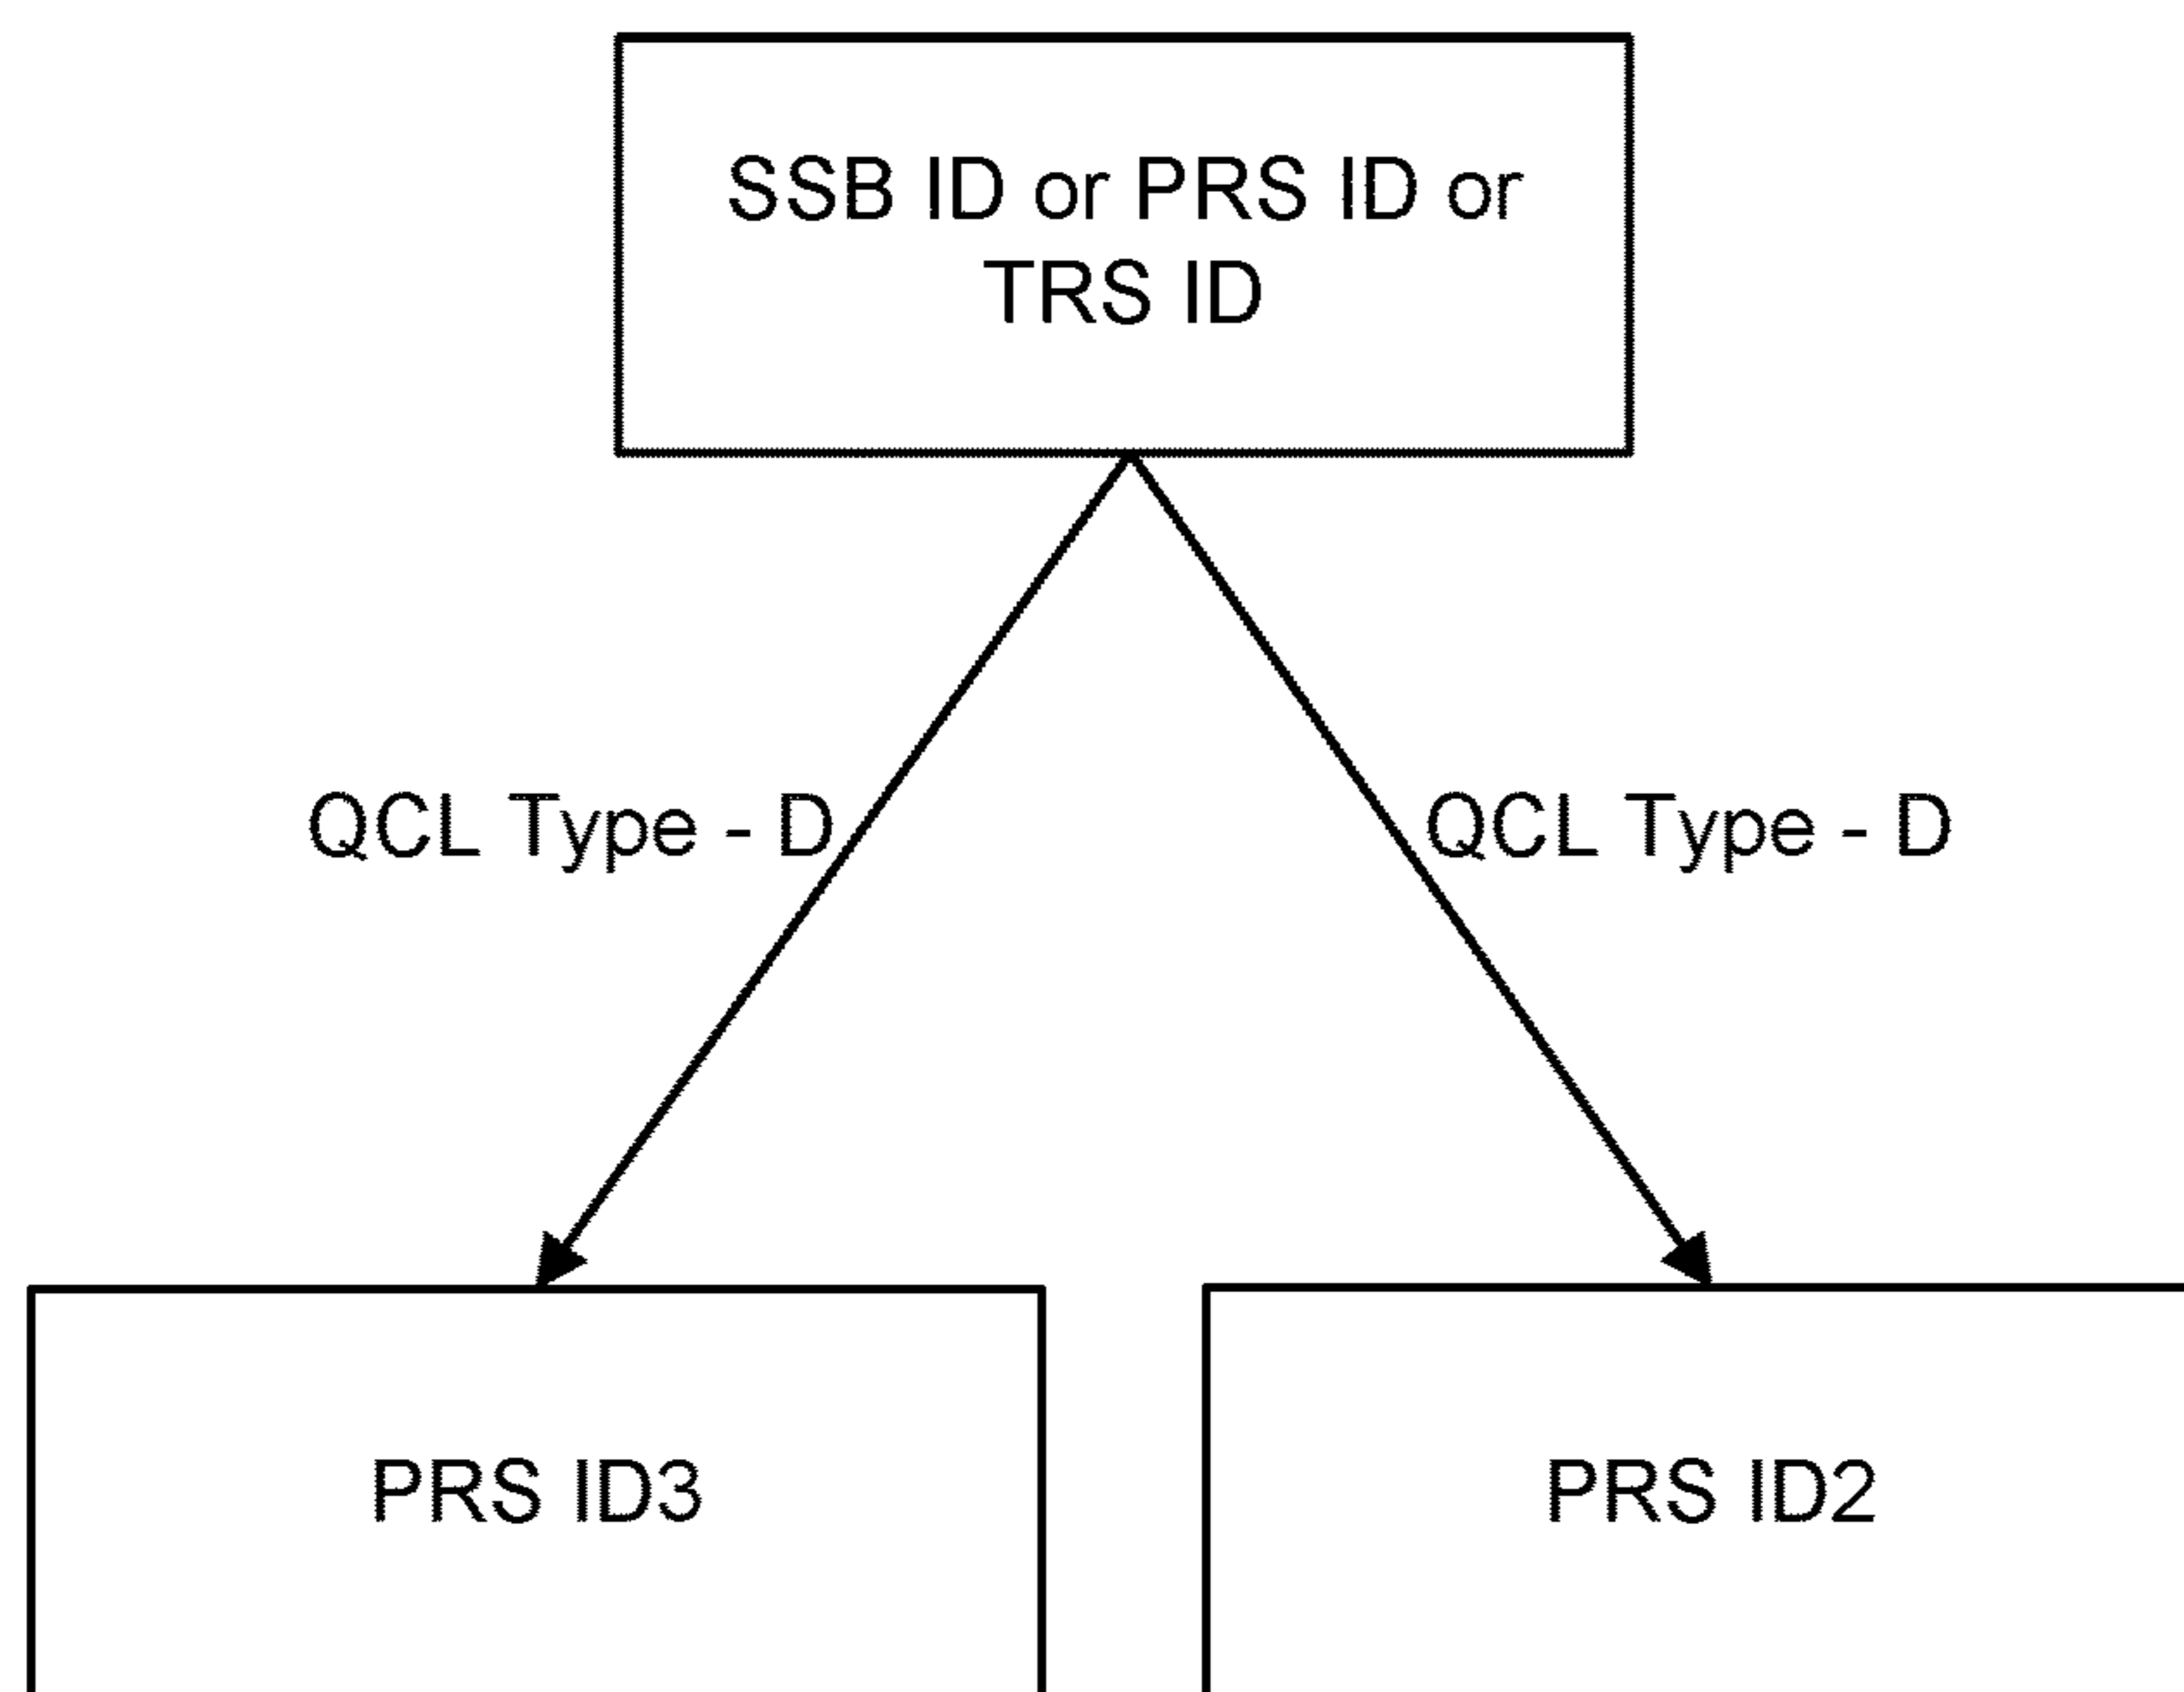 SSB ID or PRS ID or
TRS ID
QCL Type - D
QCL Type - D
PRS ID3
PRS ID2